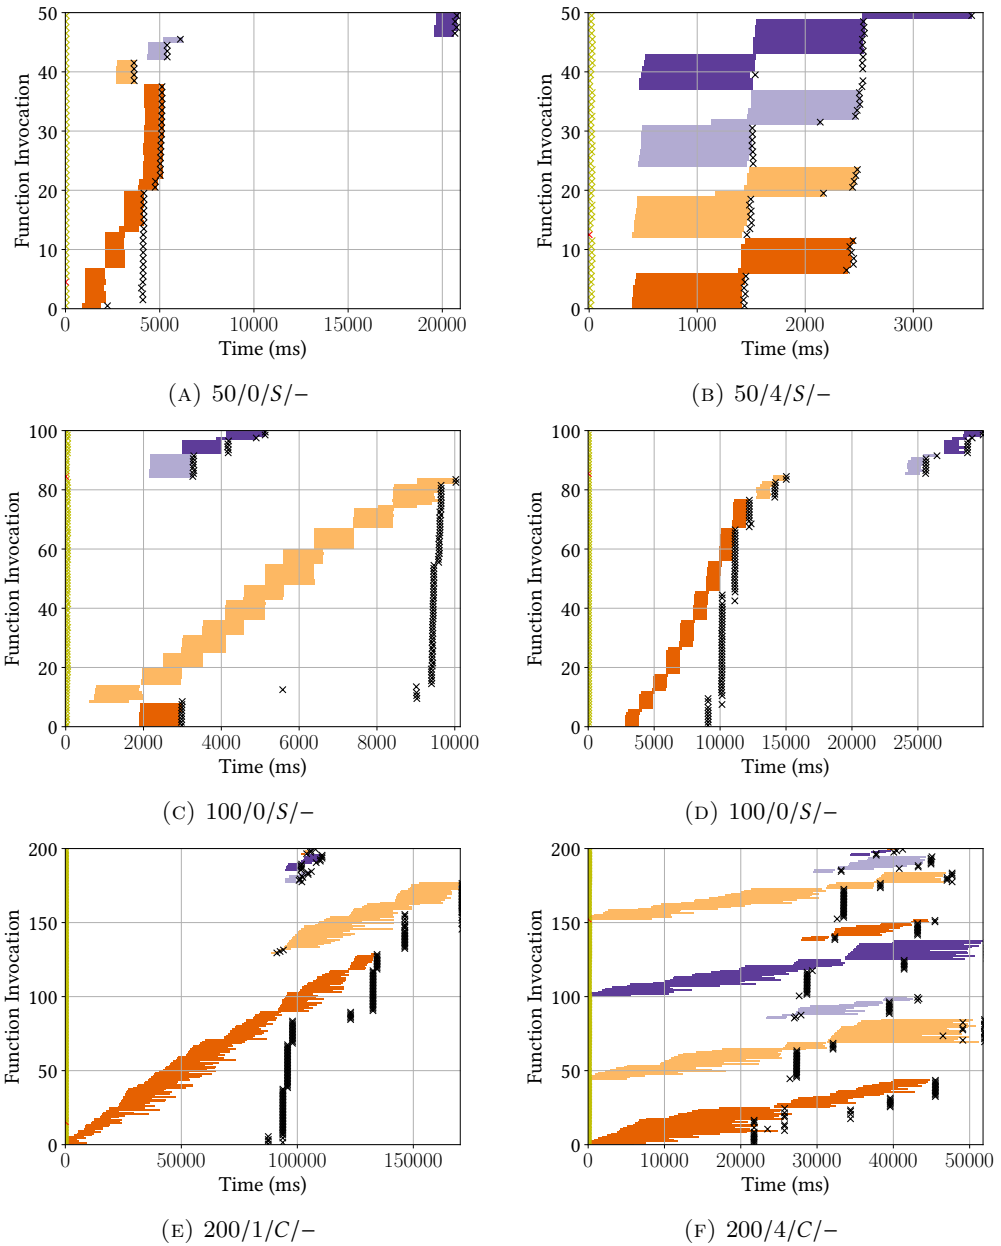 50
40
30
20
10
0
Function Invocation
0 5000 10000 15000 20000
Time (ms)
(A) 50/0/S/–
50
40
30
20
10
0
Function Invocation
0 1000 2000 3000
Time (ms)
(B) 50/4/S/–
100
80
60
40
20
0
Function Invocation
0 2000 4000 6000 8000 10000
Time (ms)
(C) 100/0/S/–
100
80
60
40
20
0
Function Invocation
0 5000 10000 15000 20000 25000
Time (ms)
(D) 100/0/S/–
200
150
100
50
0
Function Invocation
0 50000 100000 150000
Time (ms)
(E) 200/1/C/–
200
150
100
50
0
Function Invocation
0 10000 20000 30000 40000 50000
Time (ms)
(F) 200/4/C/–